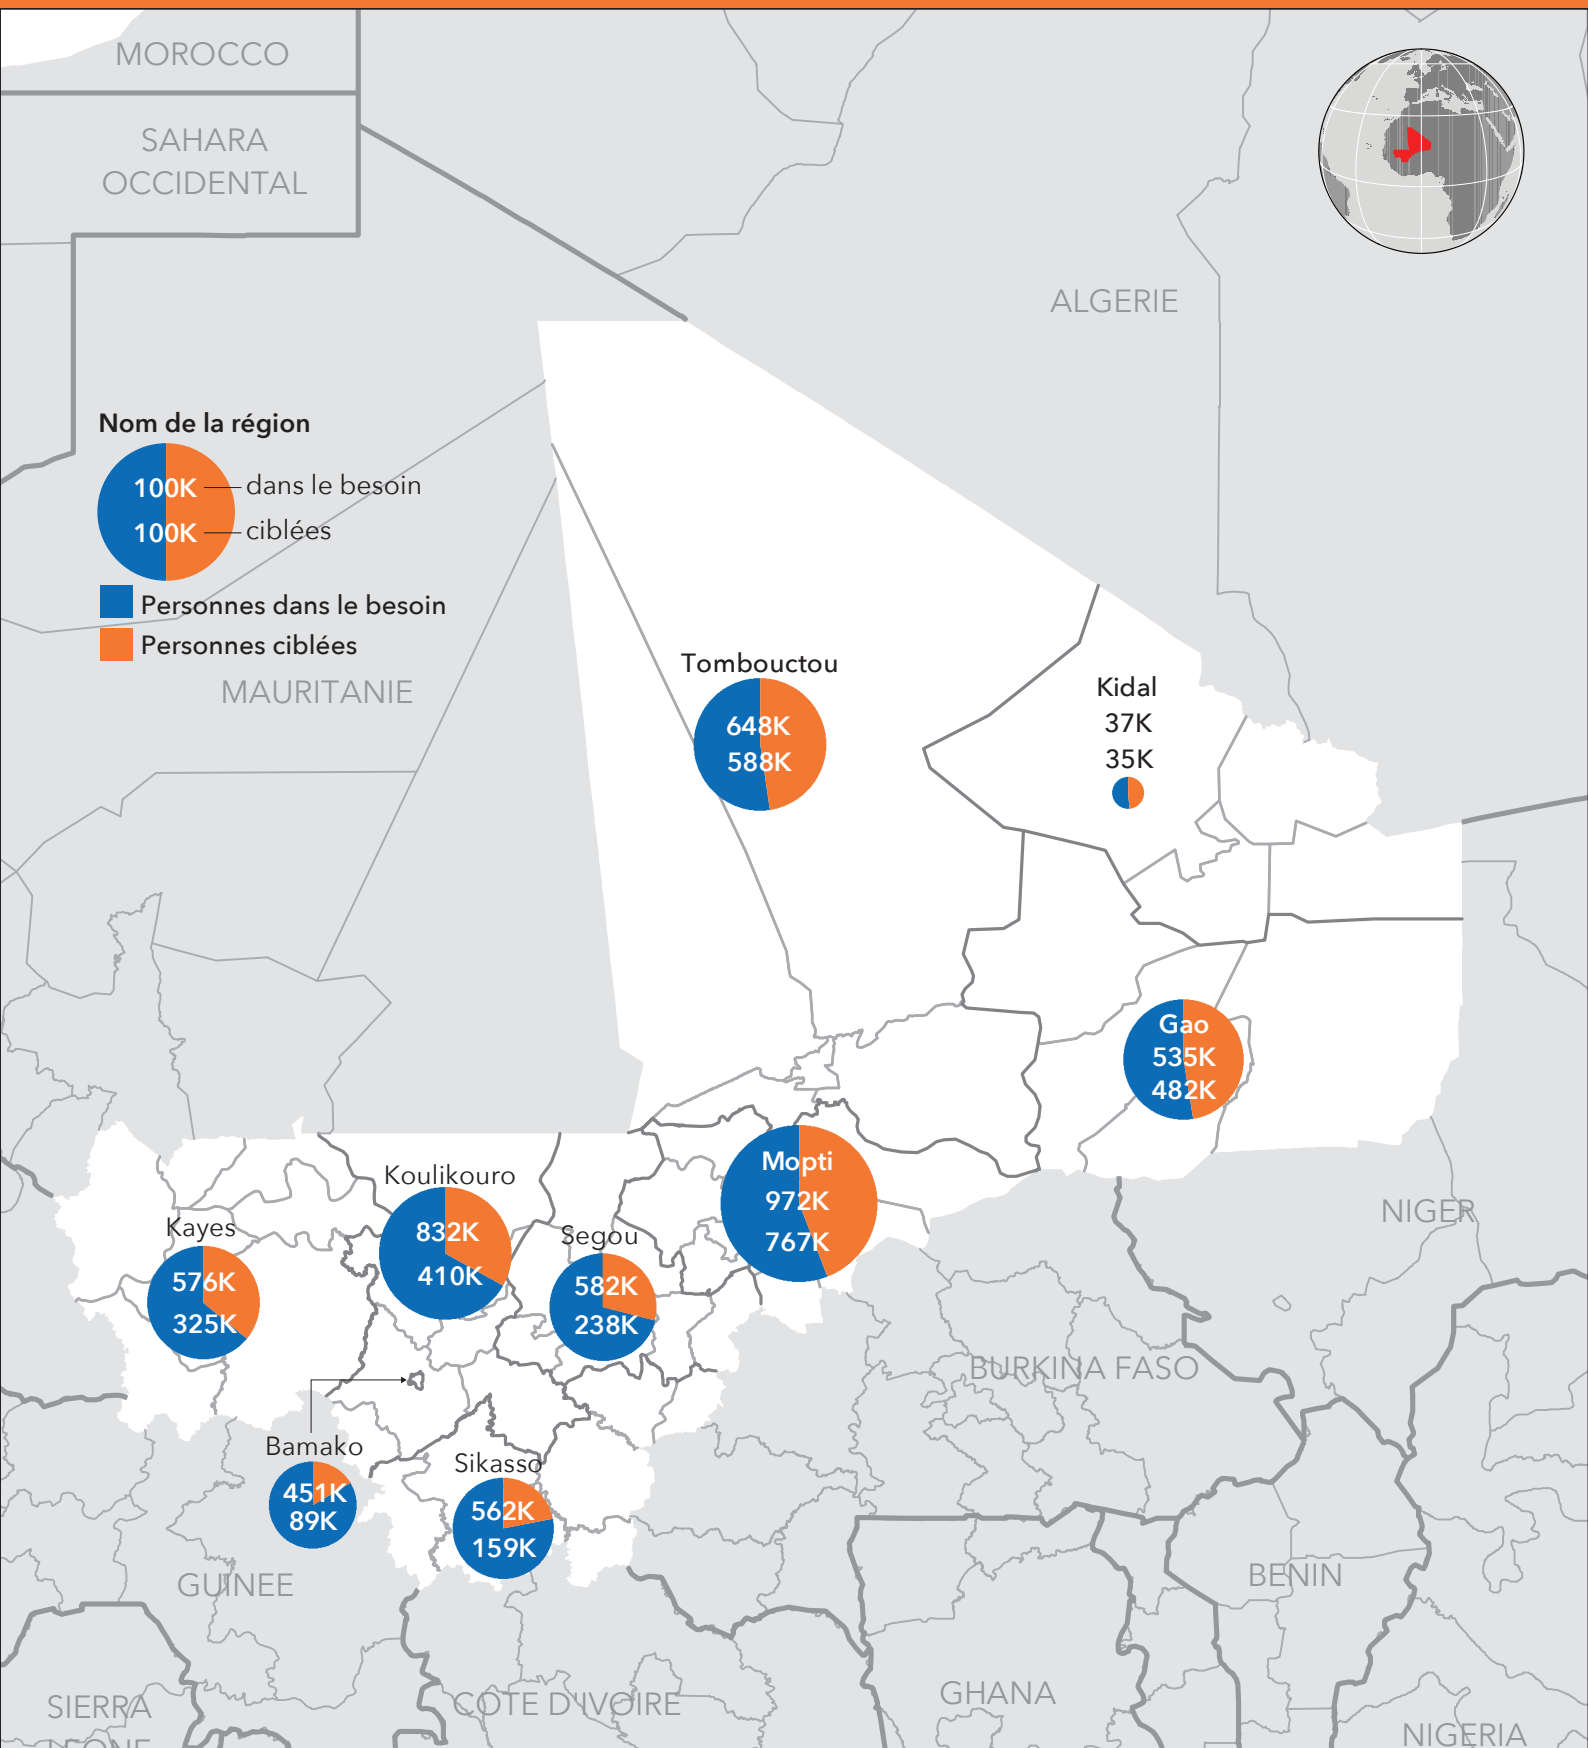 MOROCCO
SAHARA
OCCIDENTAL
ALGERIE
Nom de la région
100K
dans le besoin
100K
ciblées
Personnes dans le besoin
Personnes ciblées
MAURITANIE
Tombouctou
648K
588K
Kidal
37K
35K
Gao
535K
482K
Mopti
972K
767K
Koulikouro
832K
410K
Kayes
576K
325K
Segou
582K
238K
NIGER
BURKINA FASO
Bamako
451K
89K
Sikasso
562K
159K
GUINEE
BENIN
SIERRA
LEONE
COTE D'IVOIRE
GHANA
NIGERIA